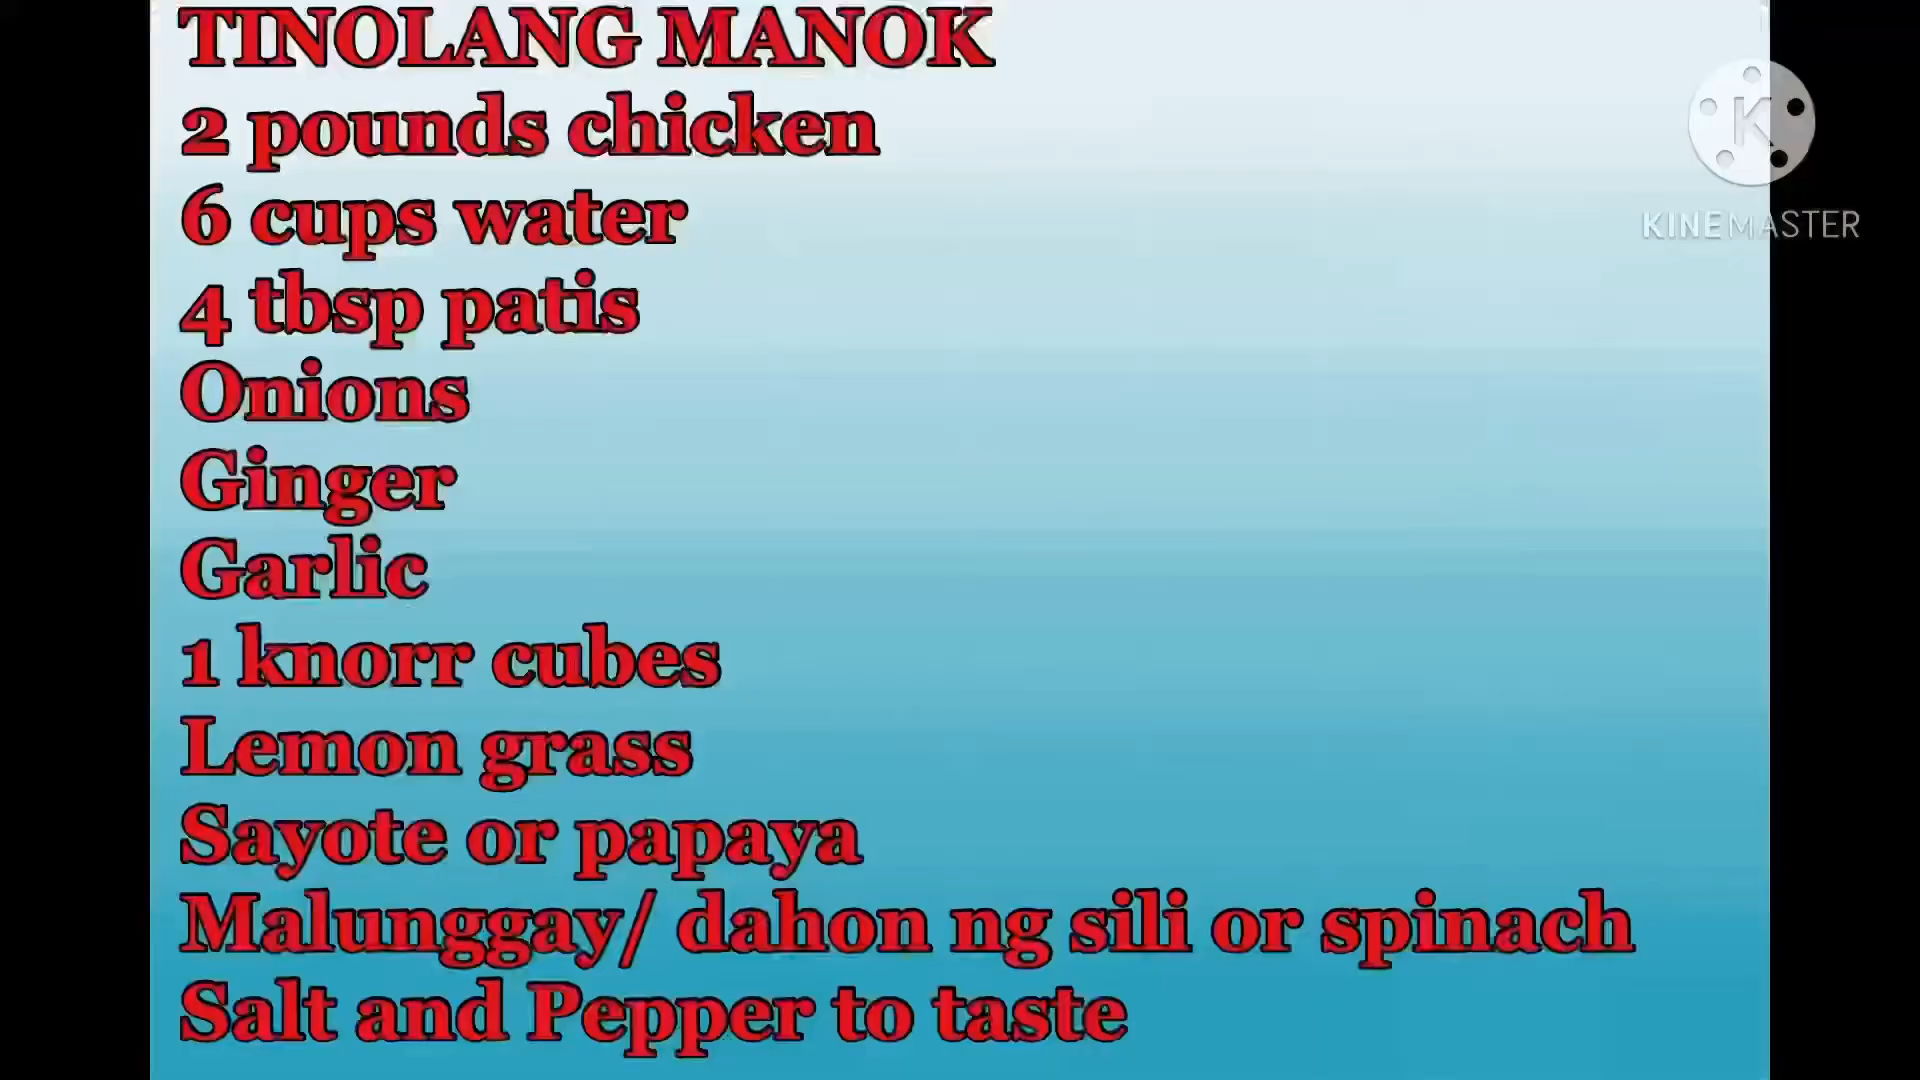 TINOLANG MANOK
2 pounds chicken
6 cups water
4 tbsp patis
Onions
Ginger
Garlic
1 knorr cubes
Lemon grass
Sayote or papaya
Malunggay/ dahon ng sili or spinach
Salt and Pepper to taste
K
KINEMASTER